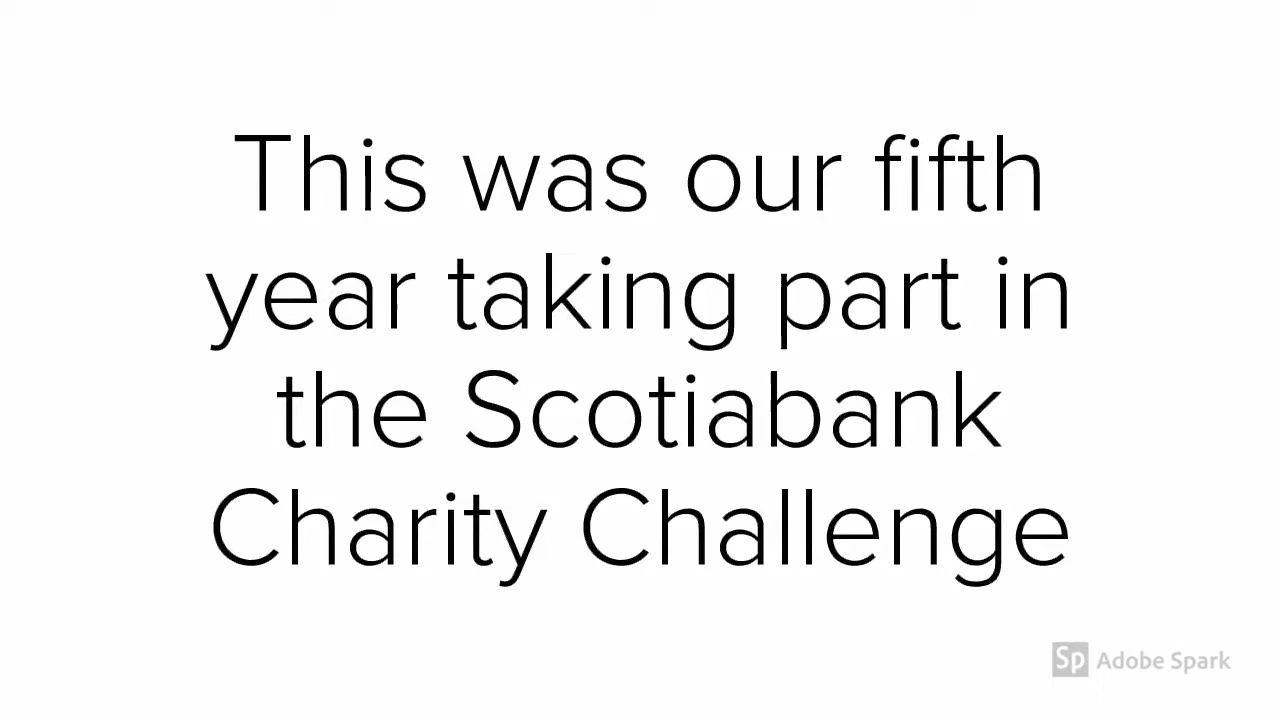 This was our fifth
year taking part in
the Scotiabank
Charity Challenge
Sp Adobe Spark